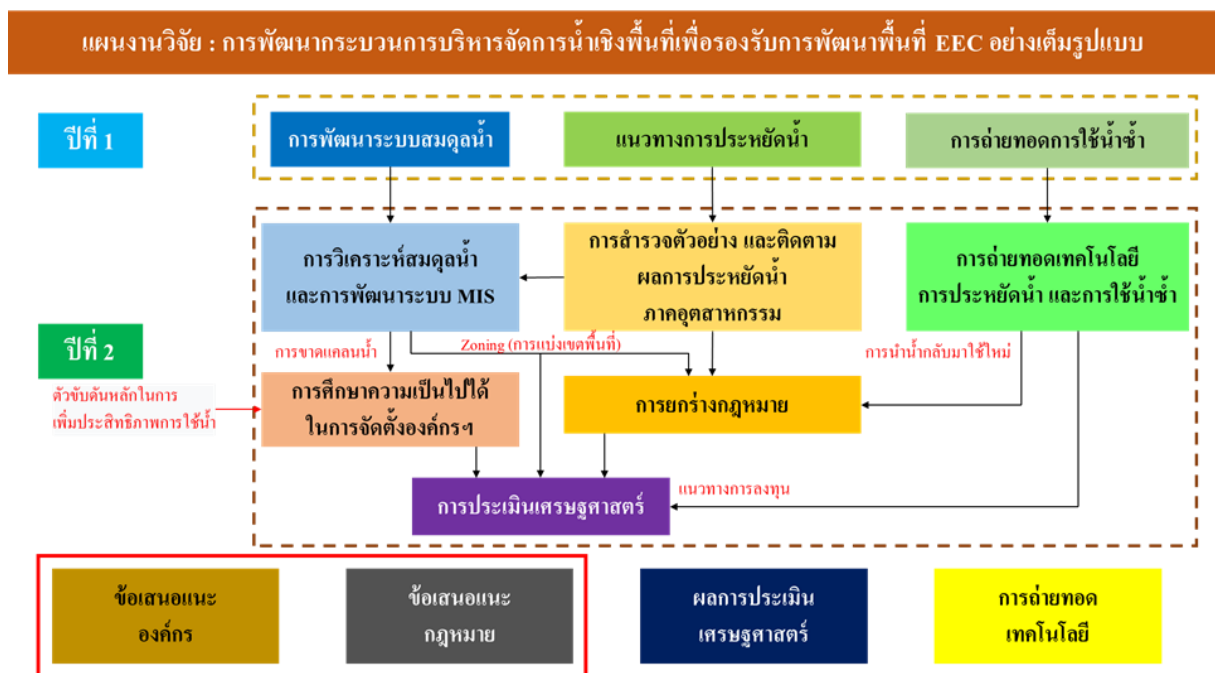 แผนงานวิจัย : การพัฒนากระบวนการบริหารจัดการน้ำเชิงพื้นที่เพื่อรองรับการพัฒนาพื้นที่ EEC อย่างเต็มรูปแบบ
ปีที่ 1
การพัฒนาระบบสมดุลน้ำ
แนวทางการประหยัดน้ำ
การถ่ายทอดการใช้น้ำซ้ำ
การวิเคราะห์สมดุลน้ำ
และการพัฒนาระบบ MIS
การสำรวจตัวอย่าง และติดตาม
ผลการประหยัดน้ำ
ภาคอุตสาหกรรม
การถ่ายทอดเทคโนโลยี
การประหยัดน้ำ และการใช้น้ำซ้ำ
ปีที่ 2
การขาดแคลนน้ำ
Zoning (การแบ่งเขตพื้นที่)
การนำน้ำกลับมาใช้ใหม่
ตัวขับดันหลักในการ
เพิ่มประสิทธิภาพการใช้น้ำ
การศึกษาความเป็นไปได้
ในการจัดตั้งองค์กรฯ
การยกร่างกฎหมาย
การประเมินเศรษฐศาสตร์
แนวทางการลงทุน
ข้อเสนอแนะ
องค์กร
ข้อเสนอแนะ
กฎหมาย
ผลการประเมิน
เศรษฐศาสตร์
การถ่ายทอด
เทคโนโลยี